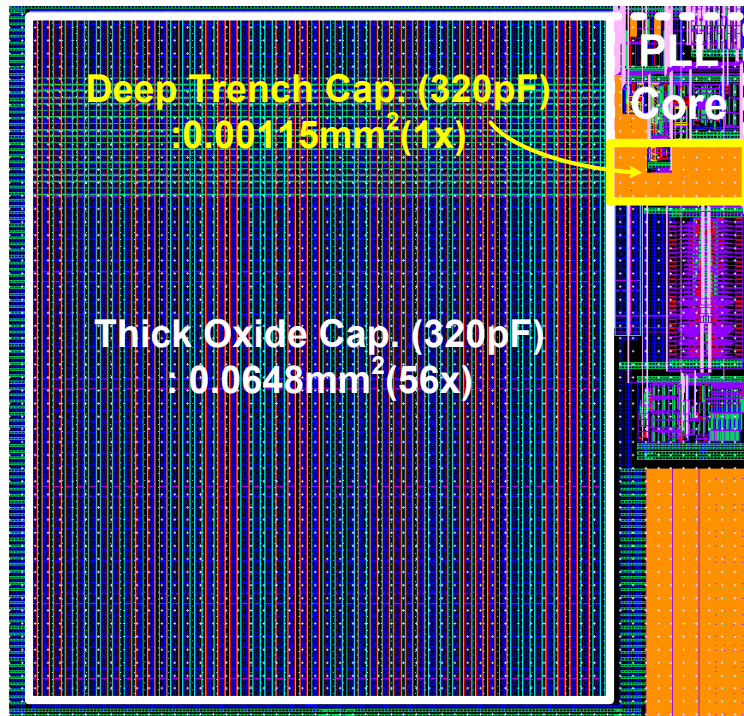 PLL
Core
Deep Trench Cap. (320pF)
:0.00115mm²(1x)
Thick Oxide Cap. (320pF)
: 0.0648mm²(56x)